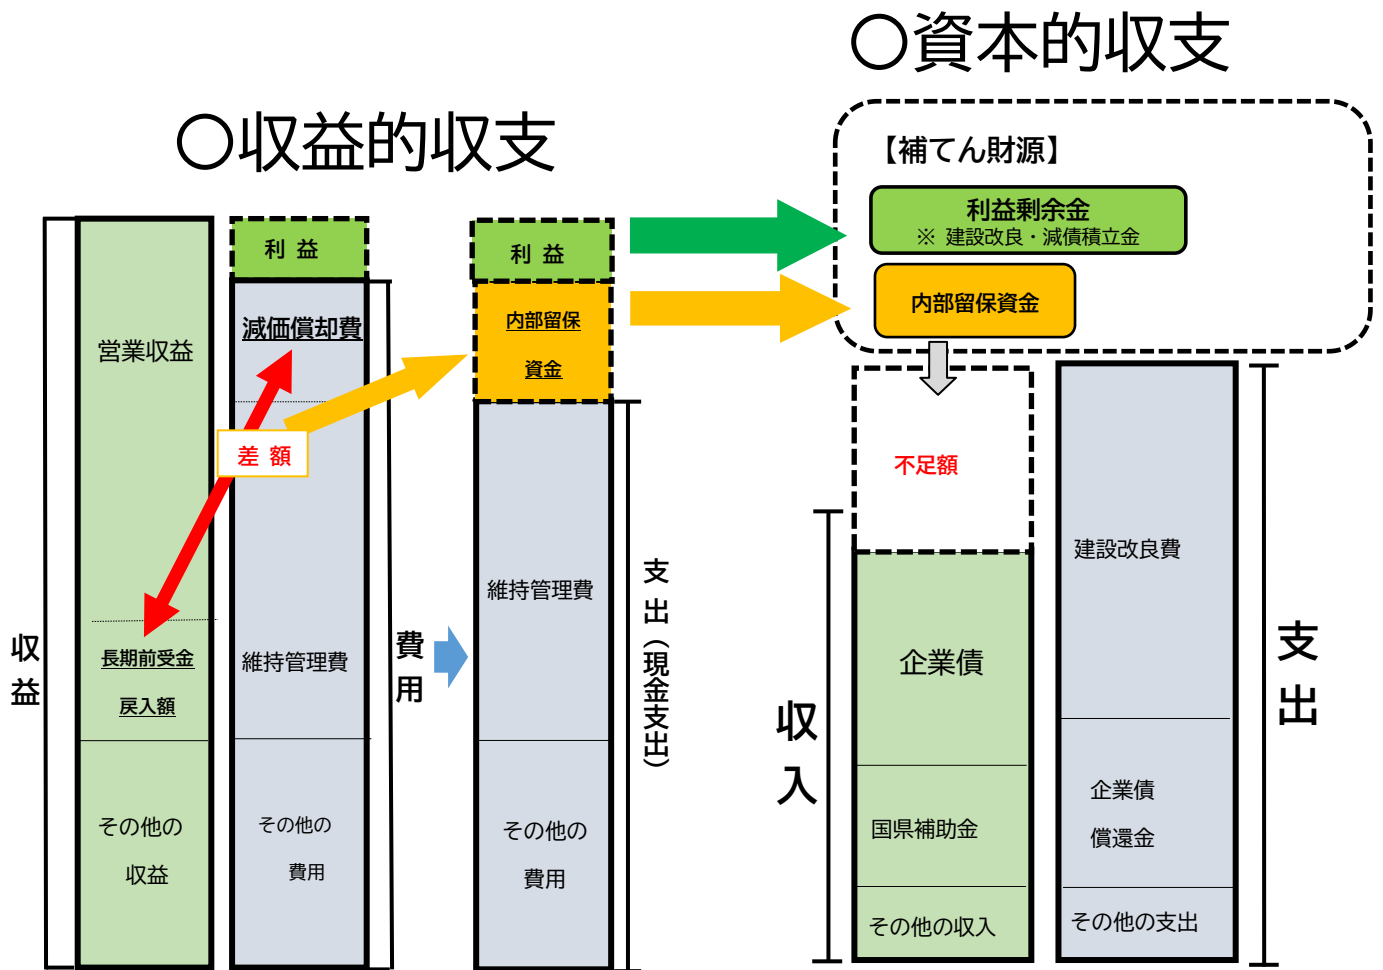 〇資本的収支
〇収益的収支
【補てん財源】
利益剰余金
※ 建設改良・減債積立金
内部留保資金
収益
営業収益
長期前受金
戻入額
その他の
収益
利 益
減価償却費
差 額
維持管理費
その他の
費用
費用
利 益
内部留保
資金
維持管理費
その他の
費用
支出（現金支出）
収入
不足額
企業債
国県補助金
その他の収入
建設改良費
企業債
償還金
その他の支出
支出